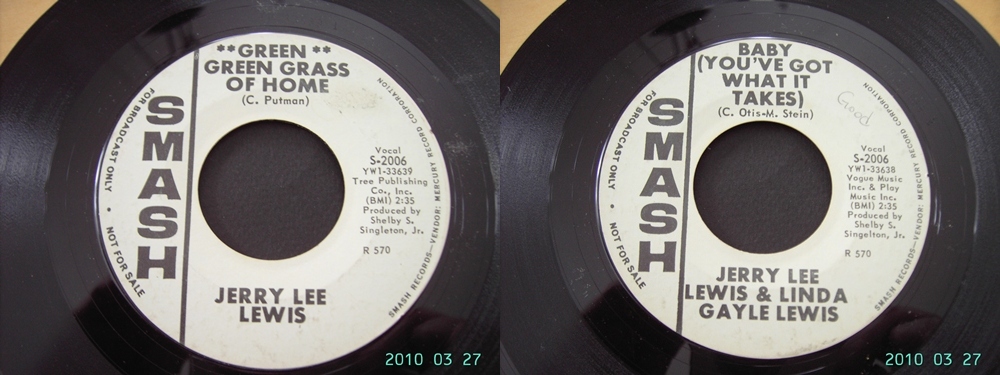 **GREEN**
GREEN GRASS
OF HOME
(C. Putman)
FOR BROADCAST ONLY • NOT FOR SALE
SMASH
Vocal
S-2006
YW1-33639
Tree Publishing
Co., Inc.
(BMI) 2:35
Produced by
Shelby S.
Singleton, Jr.
R 570
SMASH RECORDS—VENDOR: MERCURY RECORD CORPORATION
JERRY LEE
LEWIS
2010 03 27
BABY
(YOU'VE GOT
WHAT IT
TAKES)
(C. Otis-M. Stein)
Good
FOR BROADCAST ONLY • NOT FOR SALE
SMASH
Vocal
S-2006
YW1-33638
Vogue Music
Inc. & Play
Music Inc.
(BMI) 2:35
Produced by
Shelby S.
Singelton, Jr.
R 570
SMASH RECORDS—VENDOR: MERCURY RECORD CORPORATION
JERRY LEE
LEWIS & LINDA
GAYLE LEWIS
2010 03 27